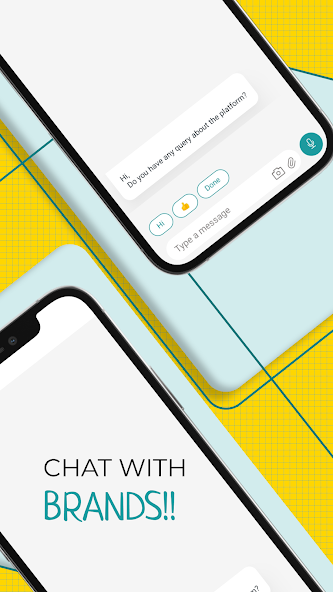 Hi,
Do you have any query about the platform?
Hi
Done
Type a message
CHAT WITH
BRANDS!!